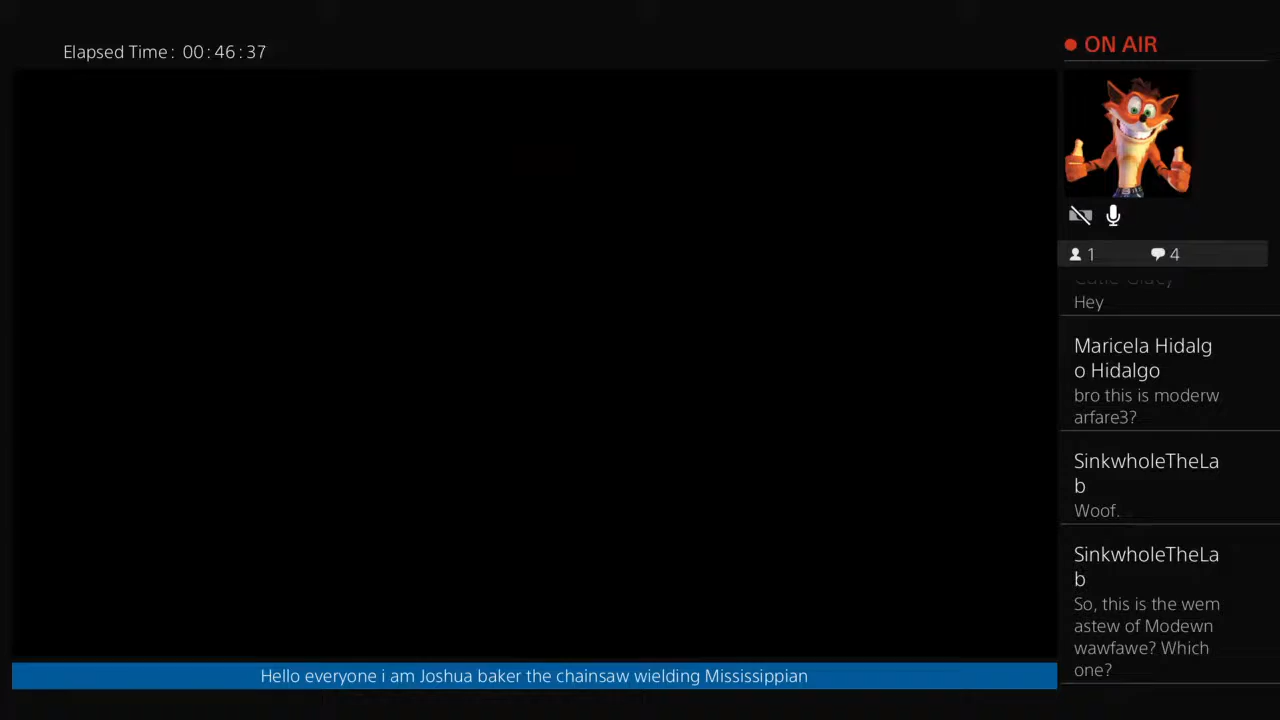 Elapsed Time: 00:46:37
ON AIR
1
4
Hey
Maricela Hidalg
o Hidalgo
bro this is moderw
arfare3?
SinkwholeTheLa
b
Woof.
SinkwholeTheLa
b
So, this is the wem
astew of Modewn
wawfawe? Which
one?
Hello everyone i am Joshua baker the chainsaw wielding Mississippian